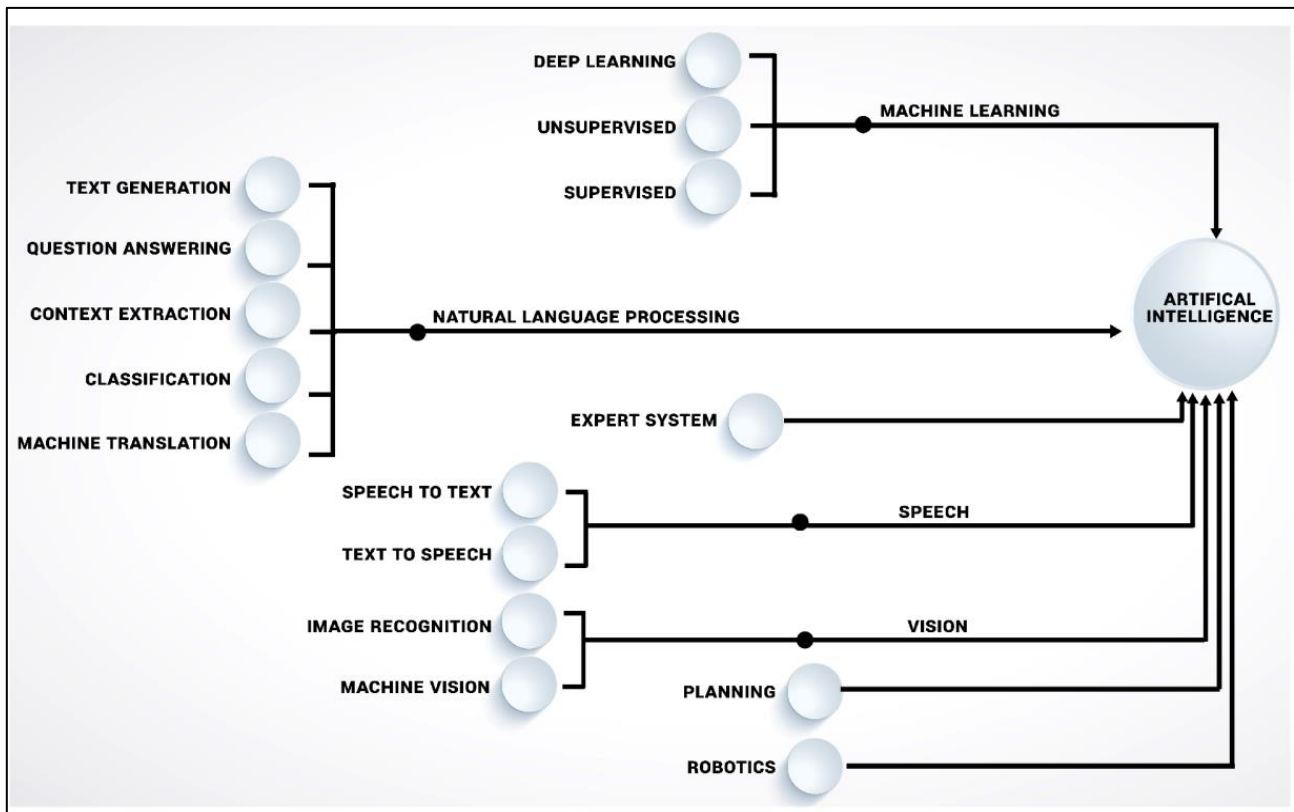 DEEP LEARNING
MACHINE LEARNING
UNSUPERVISED
SUPERVISED
TEXT GENERATION
QUESTION ANSWERING
CONTEXT EXTRACTION
NATURAL LANGUAGE PROCESSING
CLASSIFICATION
MACHINE TRANSLATION
ARTIFICAL
INTELLIGENCE
EXPERT SYSTEM
SPEECH TO TEXT
SPEECH
TEXT TO SPEECH
IMAGE RECOGNITION
VISION
MACHINE VISION
PLANNING
ROBOTICS